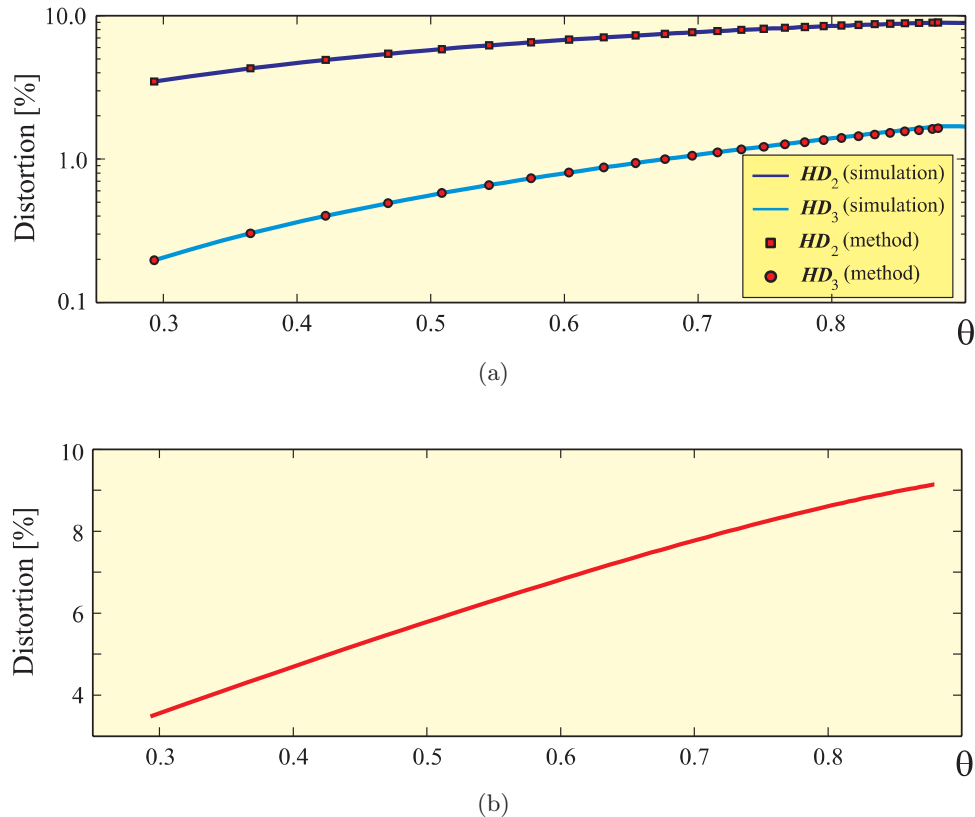 10.0
1.0
0.1
Distortion [%]
HD2 (simulation)
HD3 (simulation)
HD2 (method)
HD3 (method)
0.3 0.4 0.5 0.6 0.7 0.8 θ
(a)
10
8
6
4
Distortion [%]
0.3 0.4 0.5 0.6 0.7 0.8 θ
(b)